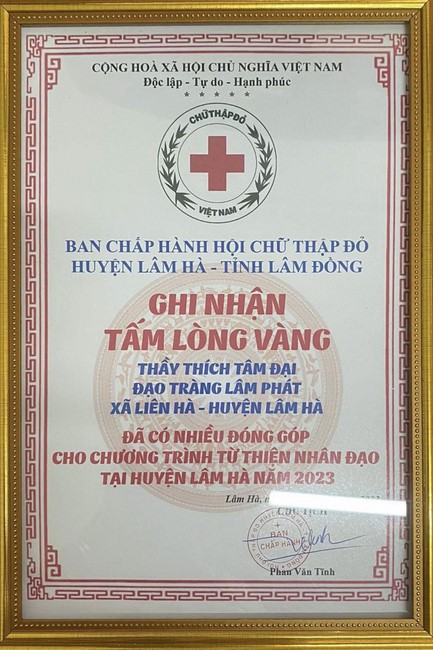 CỘNG HOÀ XÃ HỘI CHỦ NGHĨA VIỆT NAM
Độc lập - Tự do - Hạnh phúc
CHỮ THẬP ĐỎ
VIỆT NAM
BAN CHẤP HÀNH HỘI CHỮ THẬP ĐỎ
HUYỆN LÂM HÀ - TỈNH LÂM ĐỒNG
GHI NHẬN
TẤM LÒNG VÀNG
THẦY THÍCH TÂM ĐẠI
ĐẠO TRÀNG LÂM PHÁT
XÃ LIÊN HÀ - HUYỆN LÂM HÀ
ĐÃ CÓ NHIỀU ĐÓNG GÓP
CHO CHƯƠNG TRÌNH TỪ THIỆN NHÂN ĐẠO
TẠI HUYỆN LÂM HÀ NĂM 2023
Lâm Hà,
CHỦ TỊCH
BAN
CHẤP HÀNH
Phan Văn Tĩnh